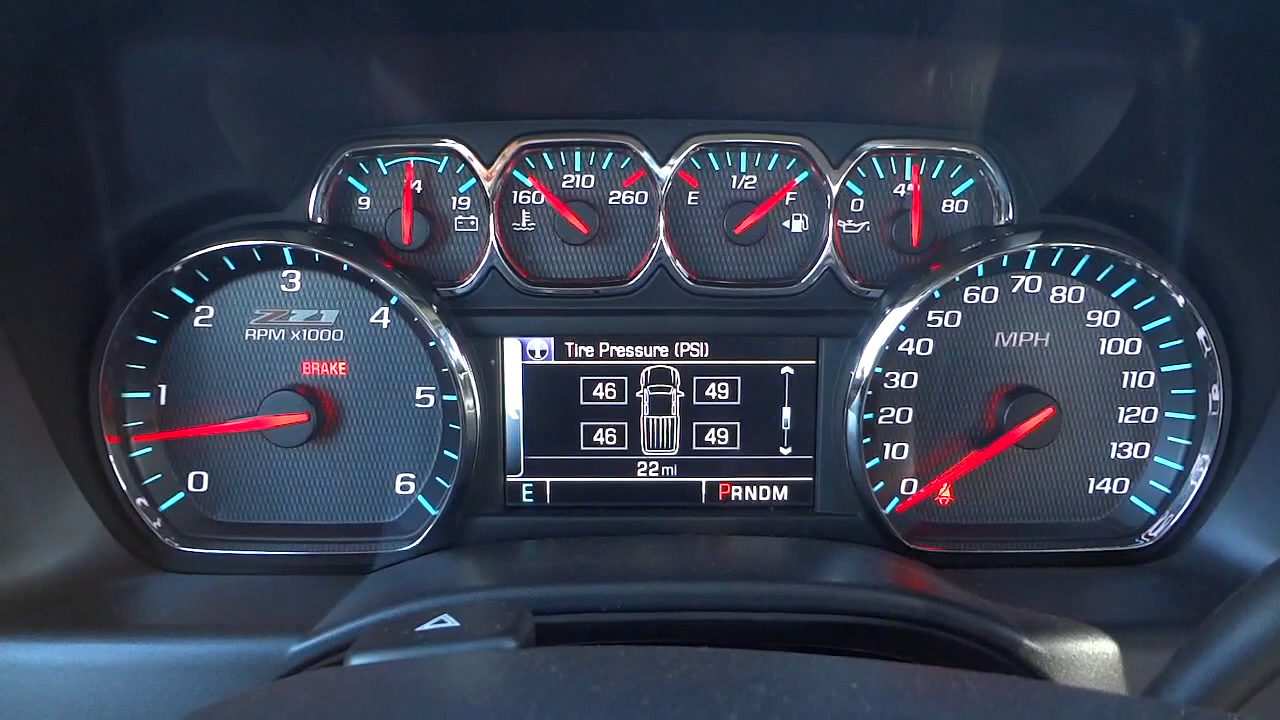 9 14 19
160 210 260
E 1/2 F
0 80
0 1 2 3 4 5 6
Z71
RPM X1000
BRAKE
Tire Pressure (PSI)
46 49
46 49
22 mi
E PRNDM
0 10 20 30 40 50 60 70 80 90 100 110 120 130 140
MPH